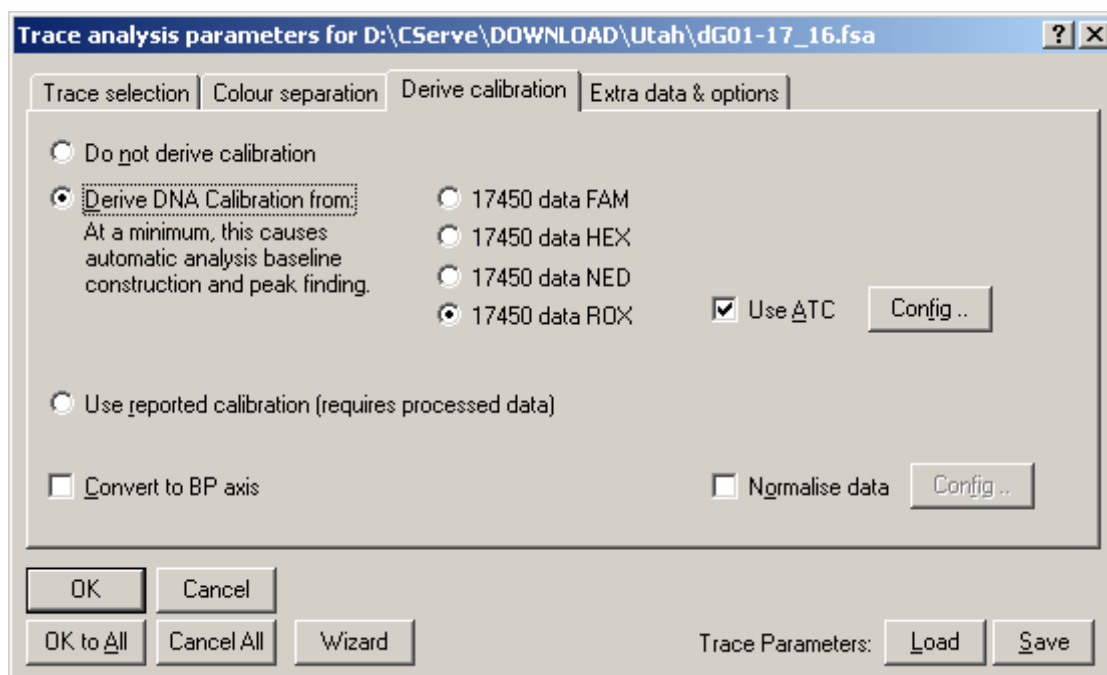 Trace analysis parameters for D:\CServe\DOWNLOAD\Utah\dG01-17_16.fsa
Trace selection Colour separation Derive calibration Extra data & options
Do not derive calibration
Derive DNA Calibration from:
At a minimum, this causes
automatic analysis baseline
construction and peak finding.
17450 data FAM
17450 data HEX
17450 data NED
17450 data ROX
Use ATC Config ..
Use reported calibration (requires processed data)
Convert to BP axis Normalise data Config ..
OK Cancel
OK to All Cancel All Wizard Trace Parameters: Load Save